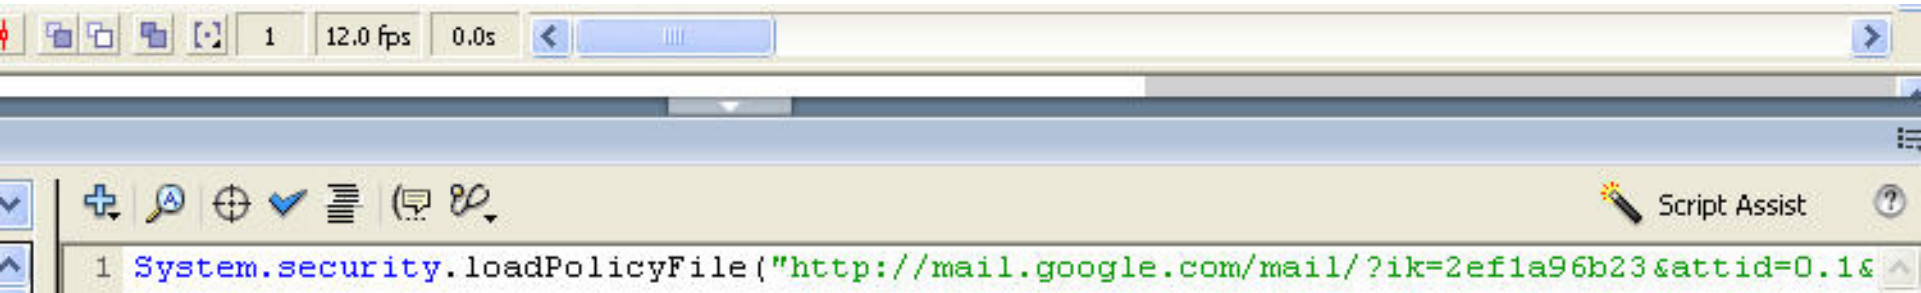 1 12.0 fps 0.0s
Script Assist
1 System.security.loadPolicyFile("http://mail.google.com/mail/?ik=2ef1a96b23&attid=0.1&